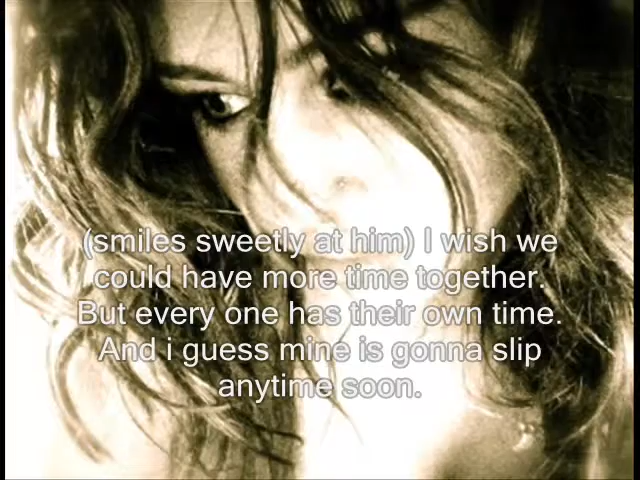 (smiles sweetly at him) I wish we
could have more time together.
But every one has their own time.
And i guess mine is gonna slip
anytime soon.